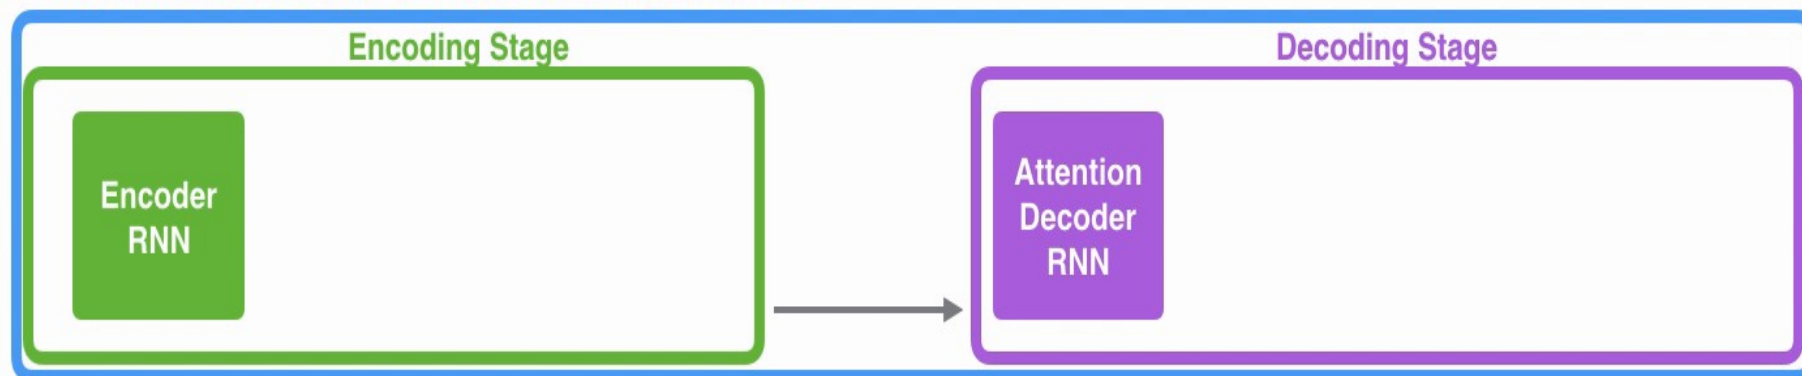 Encoding Stage
Decoding Stage
Encoder
RNN
Attention
Decoder
RNN